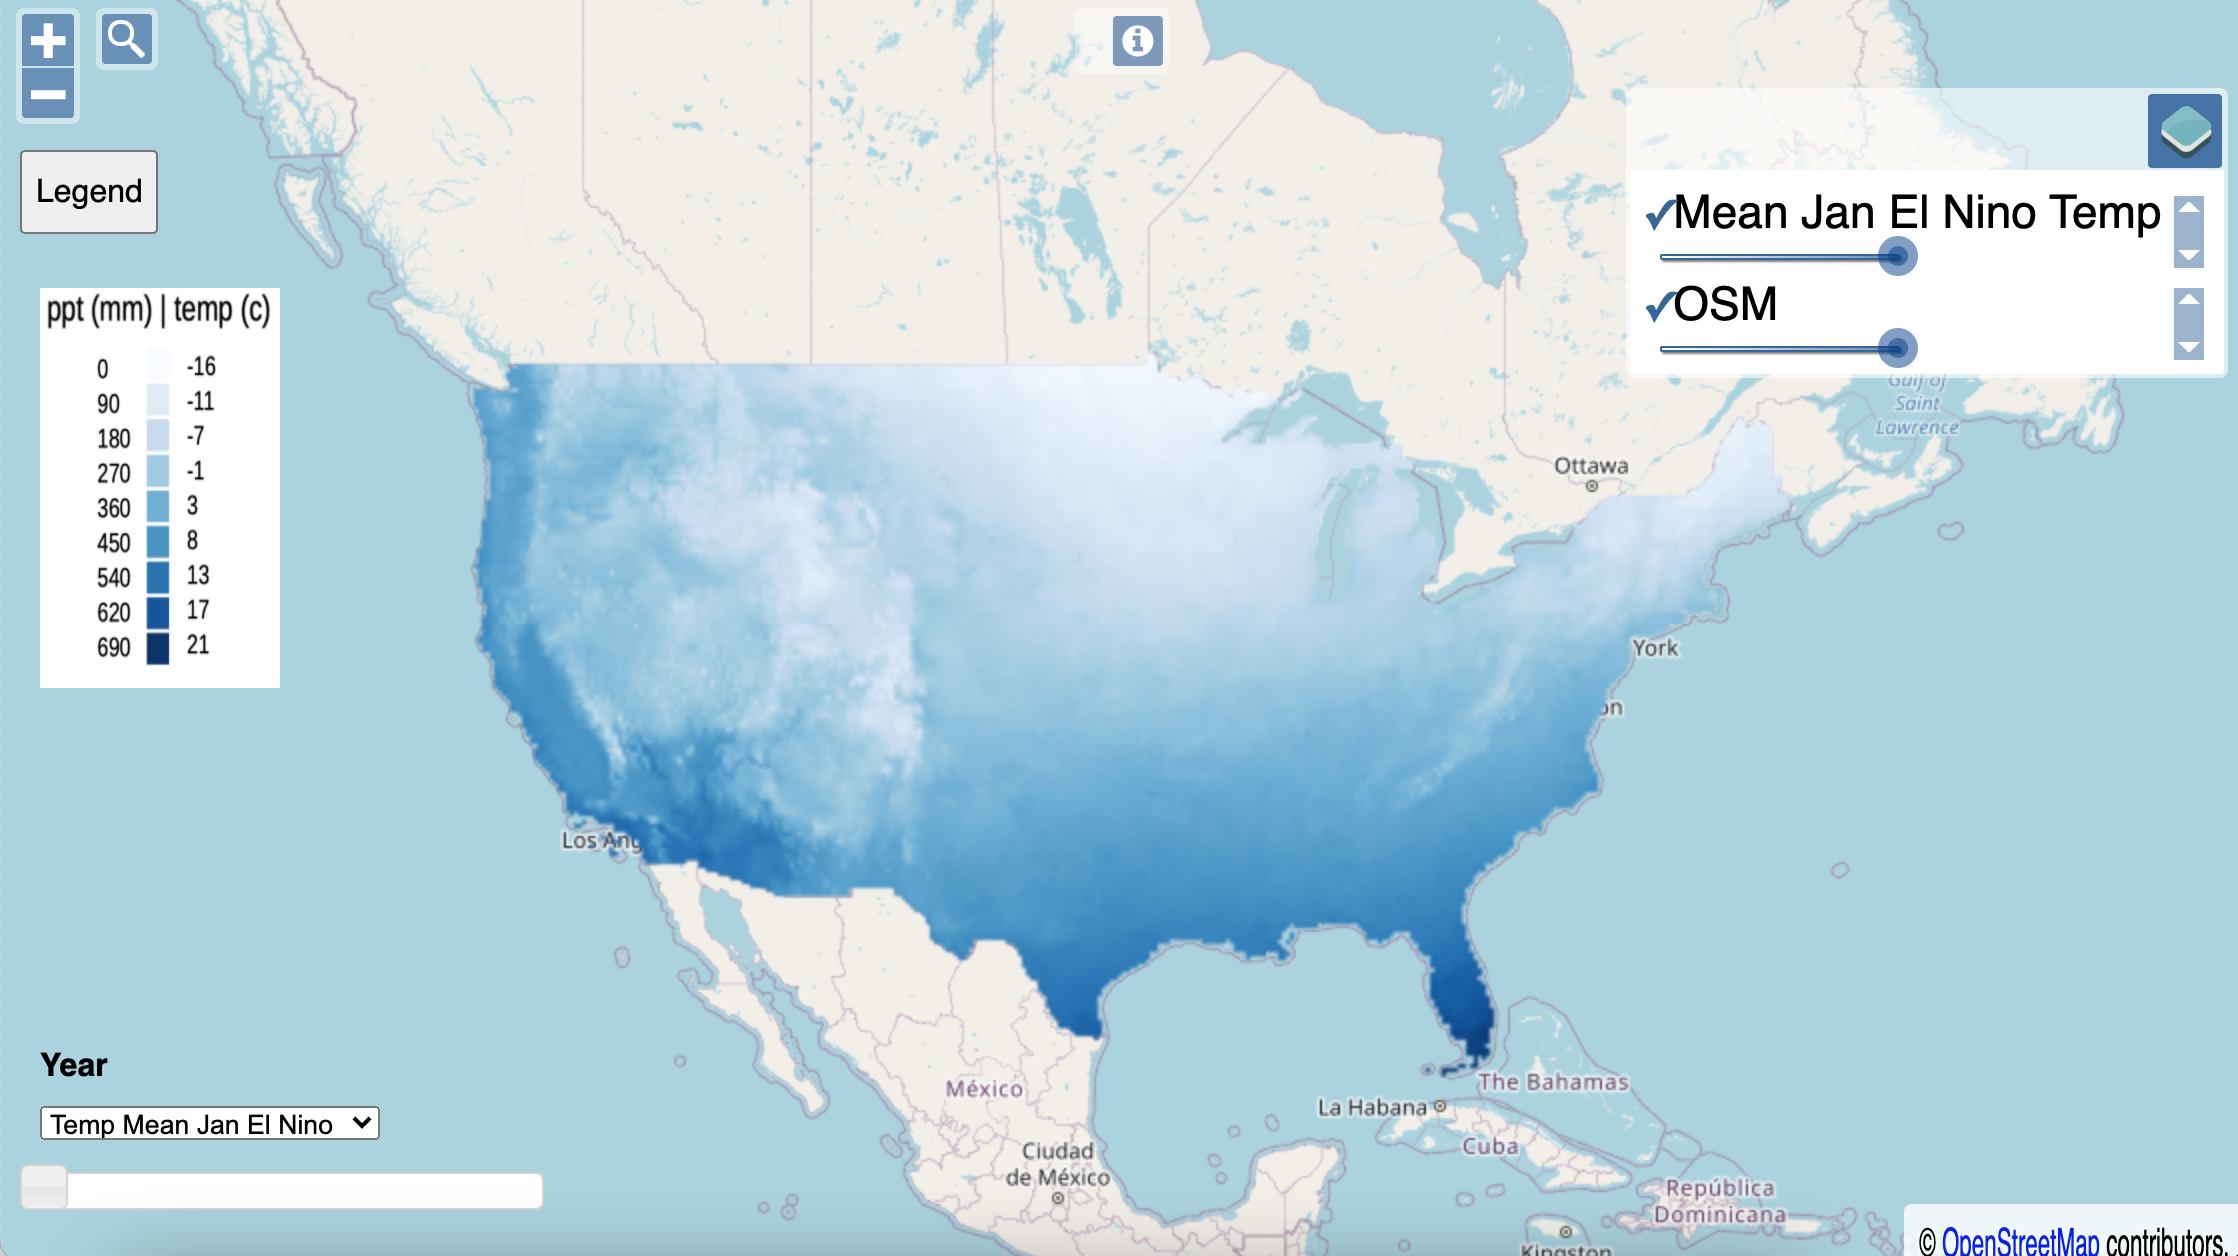 Legend
ppt (mm) | temp (c)
0 -16
90 -11
180 -7
270 -1
360 3
450 8
540 13
620 17
690 21
Mean Jan El Nino Temp
OSM
Gulf of
Saint
Lawrence
Ottawa
York
on
Los Ang
México
The Bahamas
La Habana
Cuba
Ciudad
de México
República
Dominicana
Kingston
Year
Temp Mean Jan El Nino
© OpenStreetMap contributors.